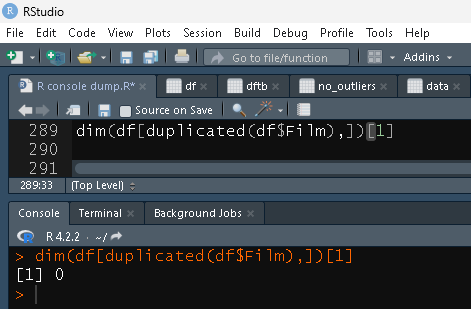 RStudio
File Edit Code View Plots Session Build Debug Profile Tools Help
Go to file/function Addins
R console dump.R* df dftb no_outliers data
Source on Save
289 dim(df[duplicated(df$Film),])[1]
290
291
289:33 (Top Level)
Console Terminal Background Jobs
R 4.2.2 · ~/
> dim(df[duplicated(df$Film),])[1]
[1] 0
>